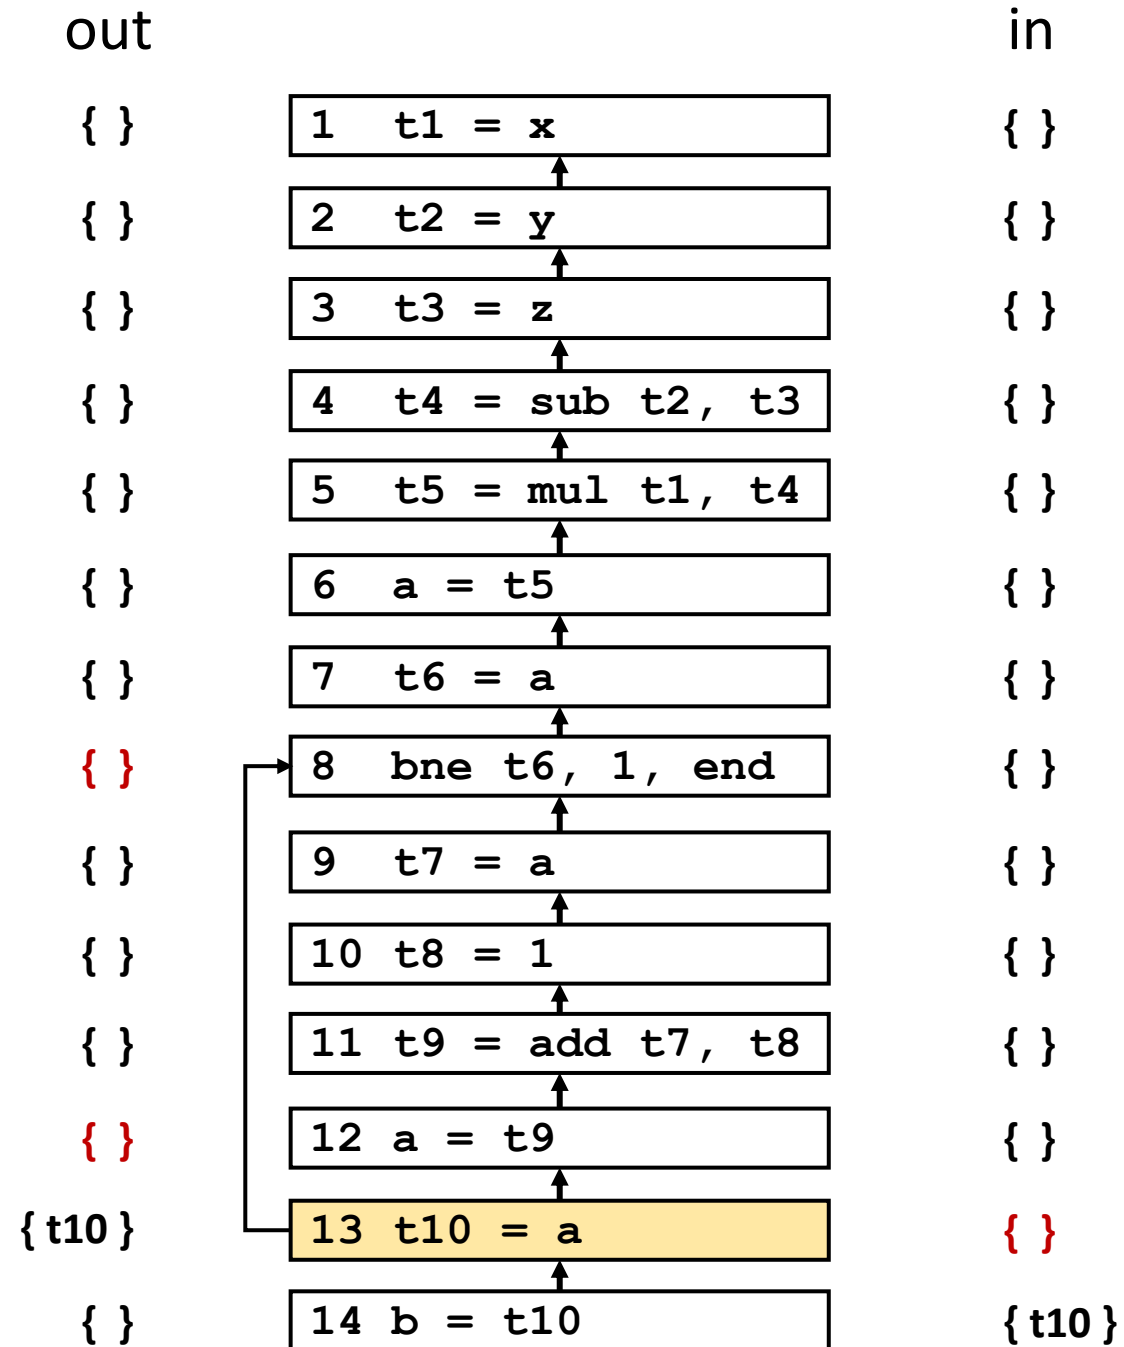 out in
{ } 1 t1 = x { }
{ } 2 t2 = y { }
{ } 3 t3 = z { }
{ } 4 t4 = sub t2, t3 { }
{ } 5 t5 = mul t1, t4 { }
{ } 6 a = t5 { }
{ } 7 t6 = a { }
{ } 8 bne t6, 1, end { }
{ } 9 t7 = a { }
{ } 10 t8 = 1 { }
{ } 11 t9 = add t7, t8 { }
{ } 12 a = t9 { }
{ t10 } 13 t10 = a { }
{ } 14 b = t10 { t10 }